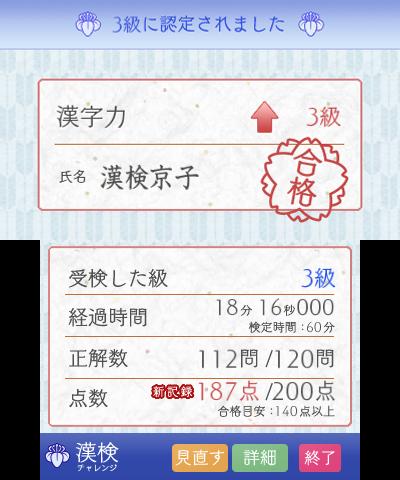 3級に認定されました
漢字力 3級
氏名 漢検京子
合格
受検した級 3級
経過時間 18分16秒000
検定時間:60分
正解数 112問/120問
点数 新記録 187点/200点
合格目安:140点以上
漢検
チャレンジ
見直す 詳細 終了